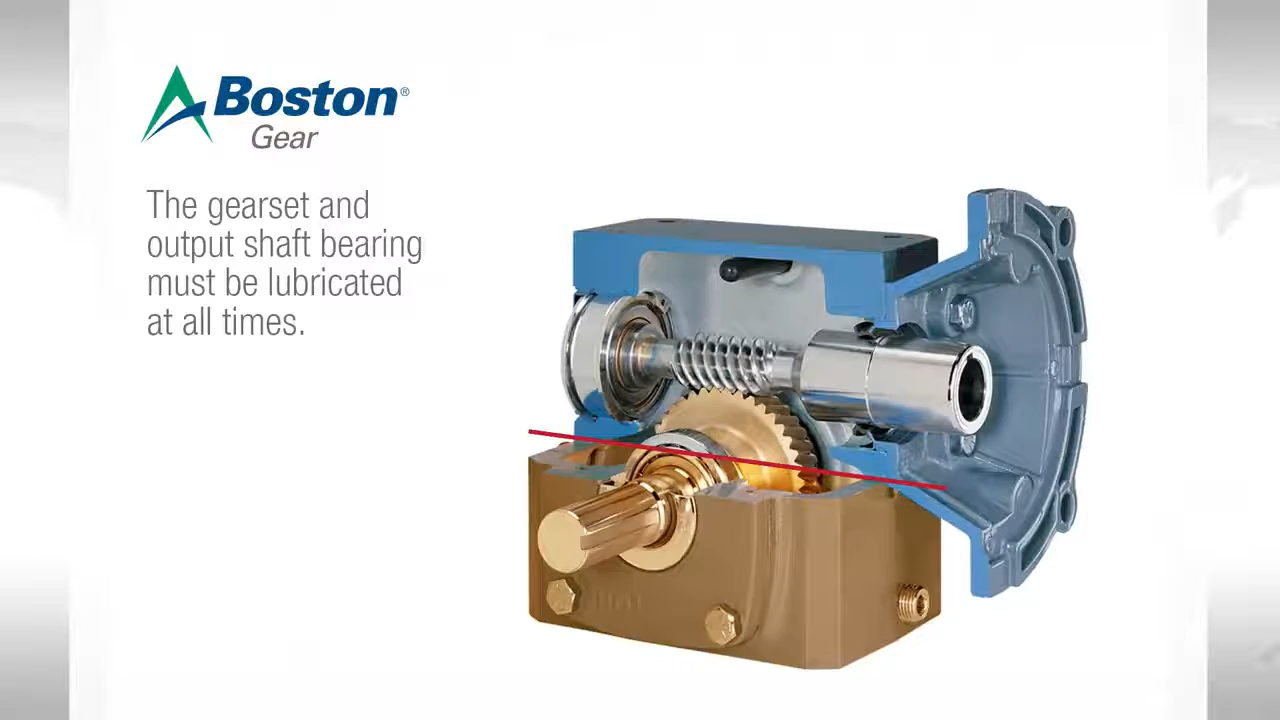 Boston®
Gear
The gearset and
output shaft bearing
must be lubricated
at all times.